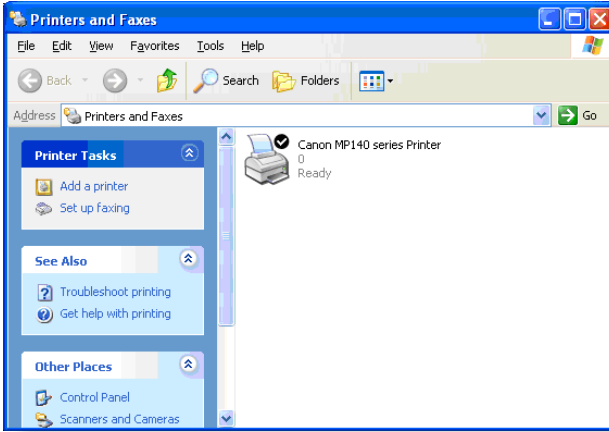 Printers and Faxes
File Edit View Favorites Tools Help
Back Search Folders
Address Printers and Faxes Go
Printer Tasks
Add a printer
Set up faxing
See Also
Troubleshoot printing
Get help with printing
Other Places
Control Panel
Scanners and Cameras
Canon MP140 series Printer
0
Ready